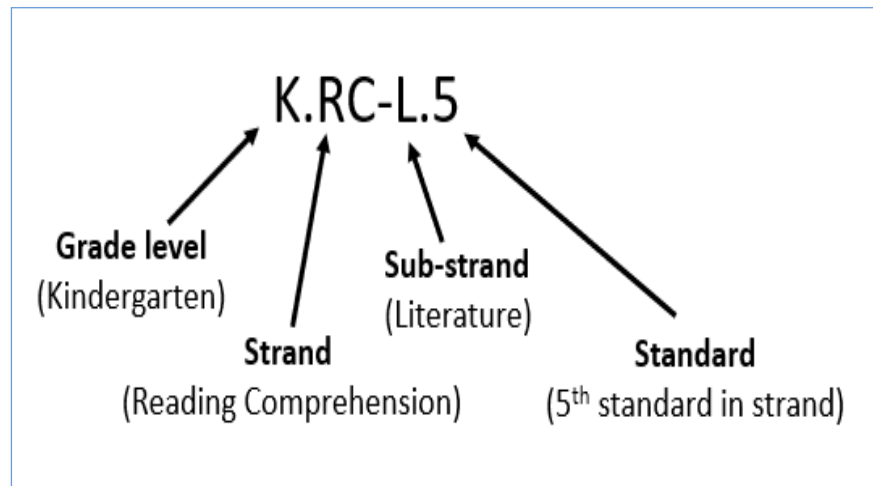 K.RC-L.5
Grade level
(Kindergarten)
Strand
(Reading Comprehension)
Sub-strand
(Literature)
Standard
(5th standard in strand)